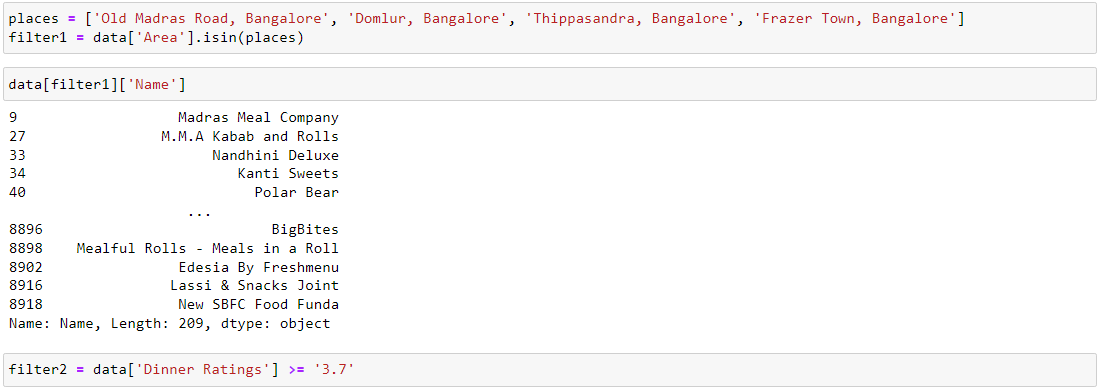 places = ['Old Madras Road, Bangalore', 'Domlur, Bangalore', 'Thippasandra, Bangalore', 'Frazer Town, Bangalore']
filter1 = data['Area'].isin(places)
data[filter1]['Name']
9                   Madras Meal Company
27                M.M.A Kabab and Rolls
33                      Nandhini Deluxe
34                         Kanti Sweets
40                           Polar Bear
                     ...
8896                           BigBites
8898    Mealful Rolls - Meals in a Roll
8902                Edesia By Freshmenu
8916               Lassi & Snacks Joint
8918                New SBFC Food Funda
Name: Name, Length: 209, dtype: object
filter2 = data['Dinner Ratings'] >= '3.7'